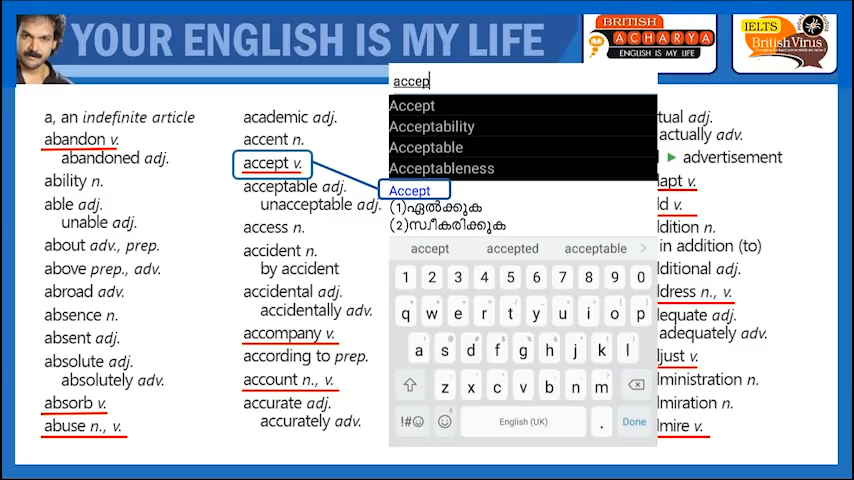 YOUR ENGLISH IS MY LIFE
BRITISH
ACHARYA
ENGLISH IS MY LIFE
IELTS
BritishVirus
a, an indefinite article
abandon v.
abandoned adj.
ability n.
able adj.
unable adj.
about adv., prep.
above prep., adv.
abroad adv.
absence n.
absent adj.
absolute adj.
absolutely adv.
absorb v.
abuse n., v.
academic adj.
accent n.
accept v.
acceptable adj.
unacceptable adj.
access n.
accident n.
by accident
accidental adj.
accidentally adv.
accompany v.
according to prep.
account n., v.
accurate adj.
accurately adv.
accep
Accept
Acceptability
Acceptable
Acceptableness
Accept
(1)ഏൽക്കുക
(2)സ്വീകരിക്കുക
accept accepted acceptable
1 2 3 4 5 6 7 8 9 0
q w e r t y u i o p
a s d f g h j k l
z x c v b n m
!#☺ English (UK) . Done
tual adj.
actually adv.
d ► advertisement
lapt v.
ld v.
ddition n.
in addition (to)
lditional adj.
ldress n., v.
lequate adj.
adequately adv.
ljust v.
lministration n.
lmiration n.
lmire v.